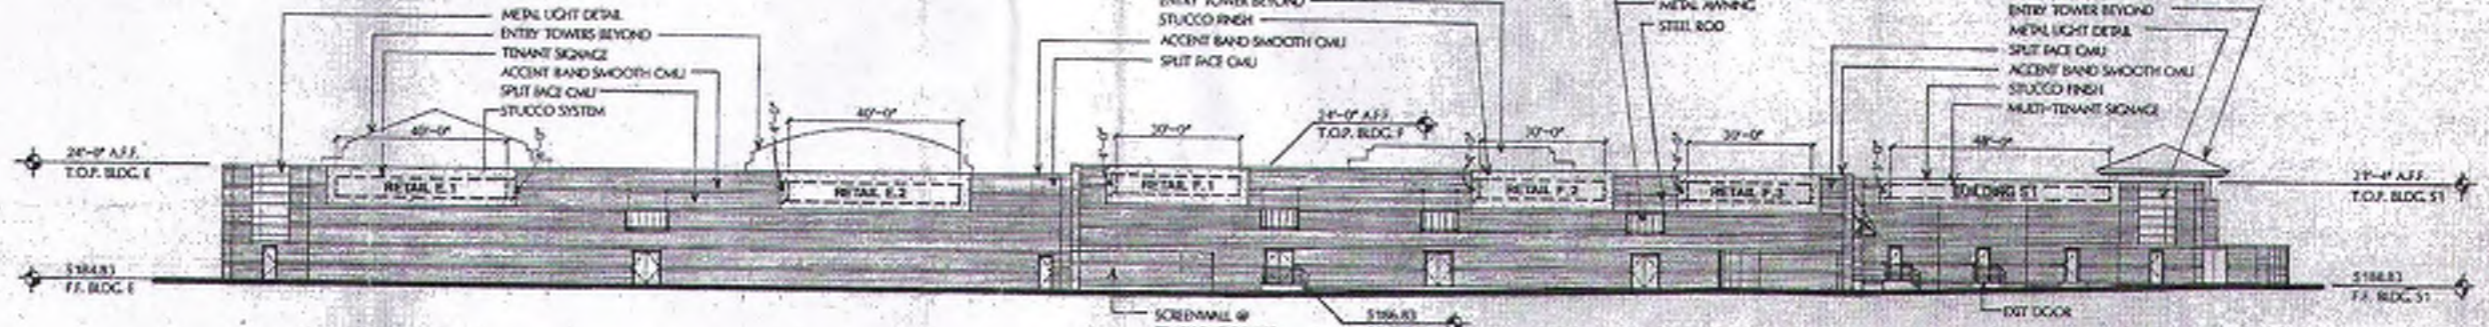 METAL LIGHT DETAIL
ENTRY TOWERS BEYOND
TENANT SIGNAGE
ACCENT BAND SMOOTH CMU
SPLIT FACE CMU
STUCCO SYSTEM
ENTRY TOWER BEYOND
STUCCO FINISH
ACCENT BAND SMOOTH CMU
SPLIT FACE CMU
METAL AWNING
STEEL ROD
ENTRY TOWER BEYOND
METAL LIGHT DETAIL
SPLIT FACE CMU
ACCENT BAND SMOOTH CMU
STUCCO FINISH
MULTI-TENANT SIGNAGE
40'-0"
40'-0"
30'-0"
24'-0" A.F.F.
T.O.P. BLDG. F
30'-0"
30'-0"
48'-0"
24'-0" A.F.F.
T.O.P. BLDG. E
RETAIL E.1
RETAIL E.2
RETAIL F.1
RETAIL F.2
RETAIL F.3
BUILDING S1
21'-4" A.F.F.
T.O.P. BLDG. S1
5184.83
F.F. BLDG. E
5188.83
F.F. BLDG. S1
SCREENWALL @
5186.83
EXIT DOOR